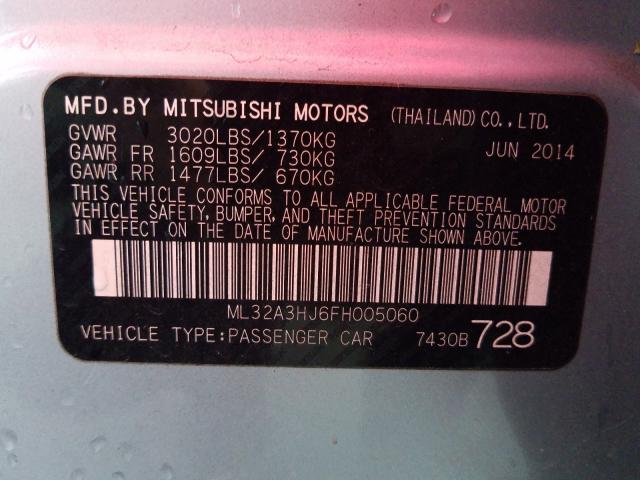 MFD.BY MITSUBISHI MOTORS (THAILAND) CO., LTD.
GVWR 3020LBS/1370KG JUN 2014
GAWR FR 1609LBS/ 730KG
GAWR RR 1477LBS/ 670KG
THIS VEHICLE CONFORMS TO ALL APPLICABLE FEDERAL MOTOR
VEHICLE SAFETY, BUMPER, AND THEFT PREVENTION STANDARDS
IN EFFECT ON THE DATE OF MANUFACTURE SHOWN ABOVE.
ML32A3HJ6FH005060
VEHICLE TYPE:PASSENGER CAR 7430B 728